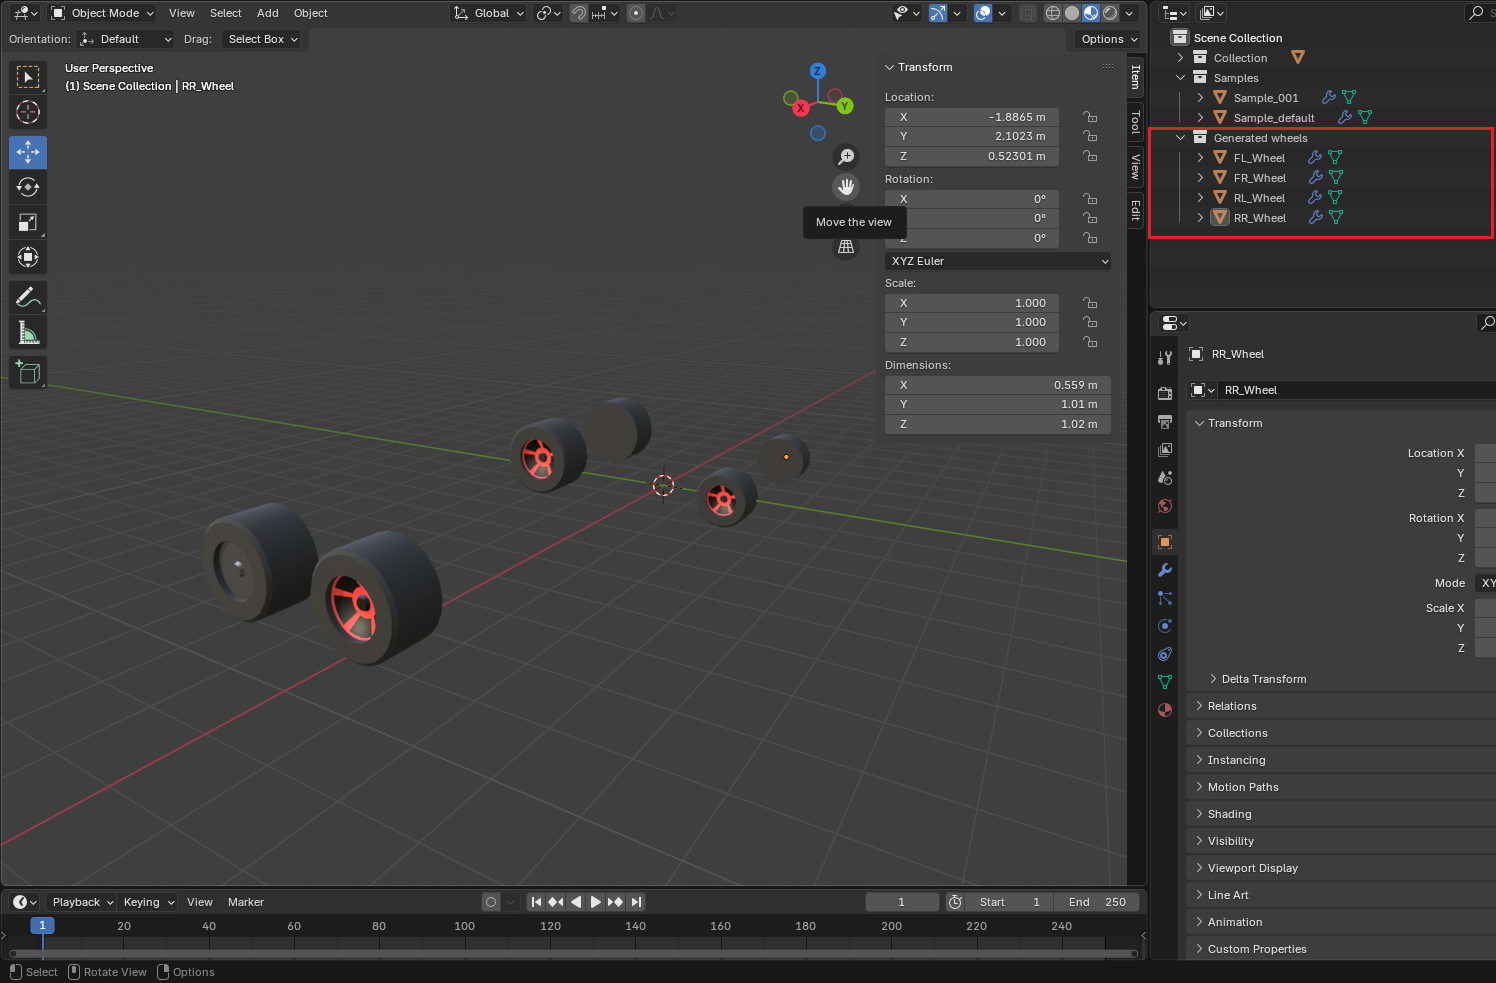 Object Mode View Select Add Object Global
Orientation: Default Drag: Select Box Options
User Perspective
(1) Scene Collection | RR_Wheel
Z
X
Y
Move the view
Transform
Location:
X -1.8865 m
Y 2.1023 m
Z 0.52301 m
Rotation:
X 0°
0°
Z 0°
XYZ Euler
Scale:
X 1.000
Y 1.000
Z 1.000
Dimensions:
X 0.559 m
Y 1.01 m
Z 1.02 m
Item
Tool
View
Edit
Scene Collection
Collection
Samples
Sample_001
Sample_default
Generated wheels
FL_Wheel
FR_Wheel
RL_Wheel
RR_Wheel
RR_Wheel
RR_Wheel
Transform
Location X
Y
Z
Rotation X
Y
Z
Mode XY
Scale X
Y
Z
Delta Transform
Relations
Collections
Instancing
Motion Paths
Shading
Visibility
Viewport Display
Line Art
Animation
Custom Properties
Playback Keying View Marker 1 Start 1 End 250
1 20 40 60 80 100 120 140 160 180 200 220 240
Select Rotate View Options